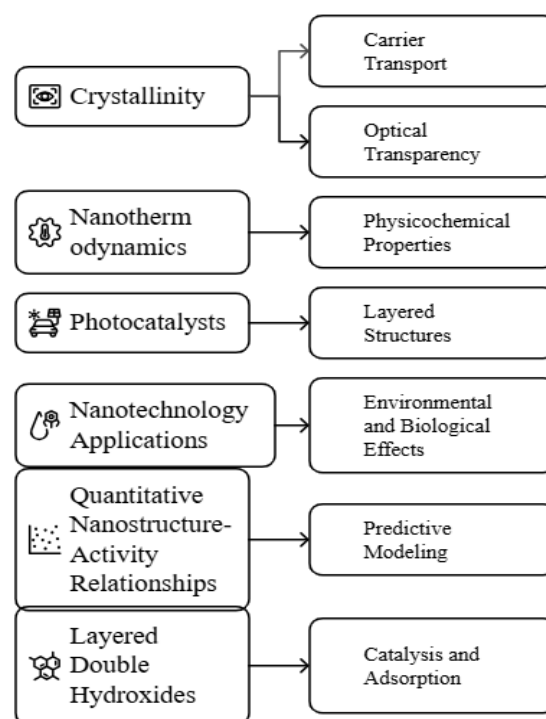 Crystallinity
Carrier
Transport
Optical
Transparency
Nanotherm
odynamics
Physicochemical
Properties
Photocatalysts
Layered
Structures
Nanotechnology
Applications
Environmental
and Biological
Effects
Quantitative
Nanostructure-
Activity
Relationships
Predictive
Modeling
Layered
Double
Hydroxides
Catalysis and
Adsorption